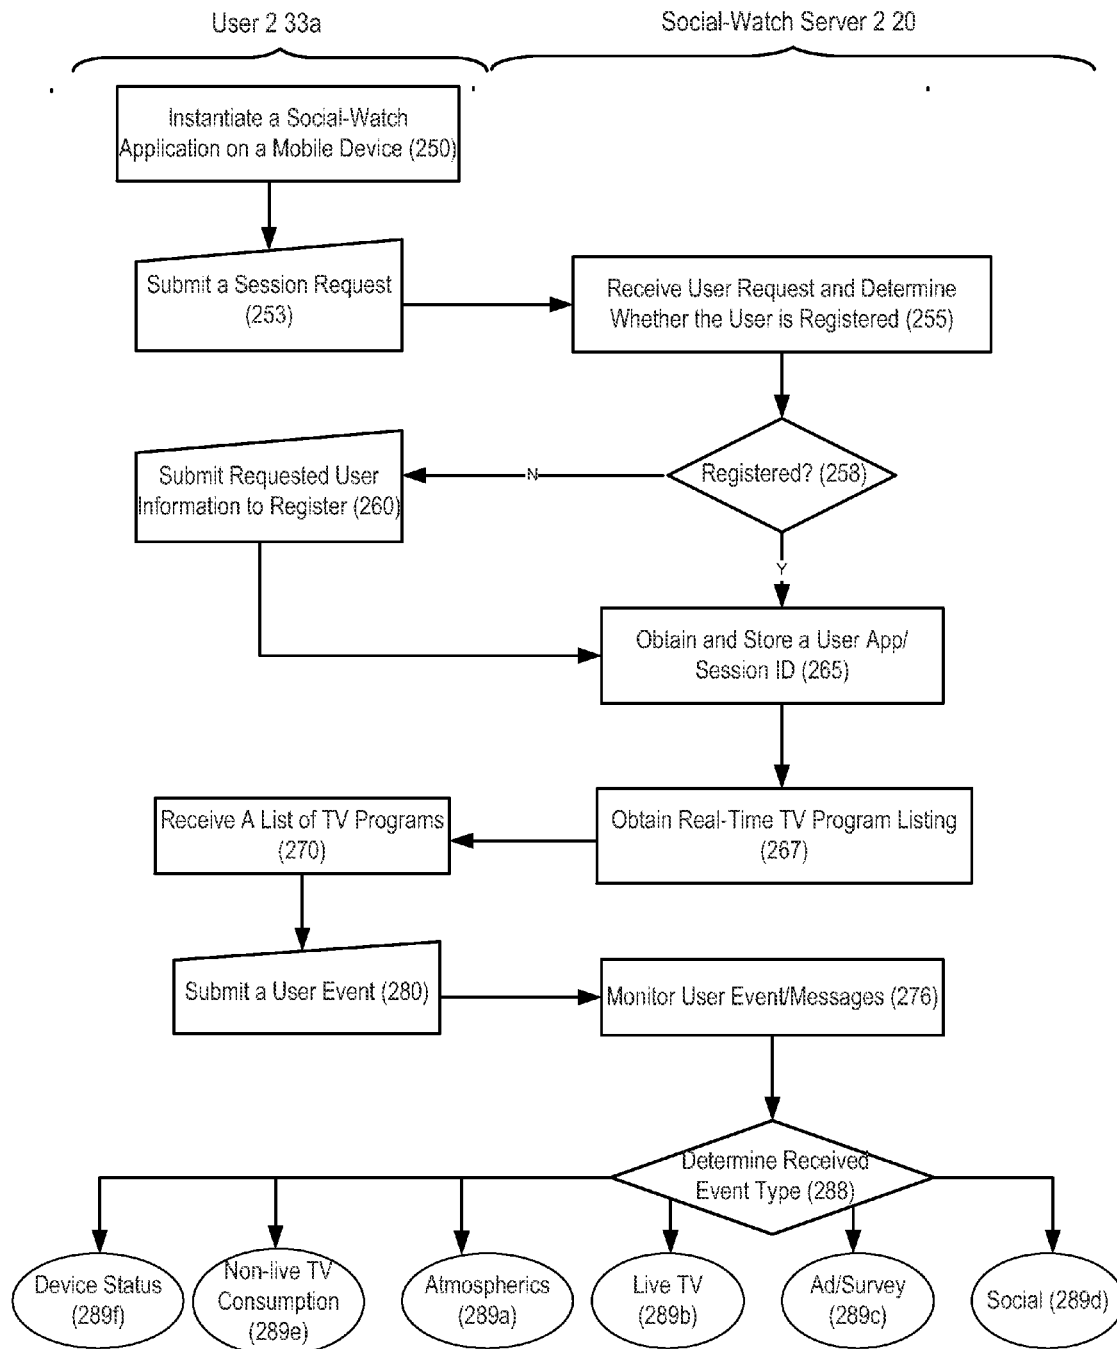 User 2 33a
Social-Watch Server 2 20
Instantiate a Social-Watch
Application on a Mobile Device (250)
Submit a Session Request
(253)
Receive User Request and Determine
Whether the User is Registered (255)
Registered? (258)
N
Submit Requested User
Information to Register (260)
Y
Obtain and Store a User App/
Session ID (265)
Obtain Real-Time TV Program Listing
(267)
Receive A List of TV Programs
(270)
Submit a User Event (280)
Monitor User Event/Messages (276)
Determine Received
Event Type (288)
Device Status
(289f)
Non-live TV
Consumption
(289e)
Atmospherics
(289a)
Live TV
(289b)
Ad/Survey
(289c)
Social (289d)